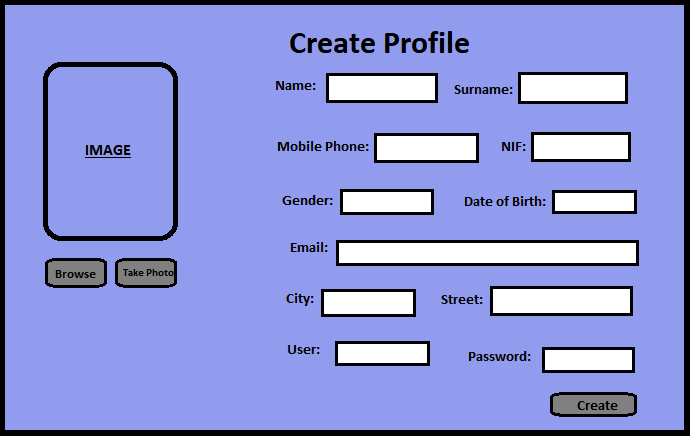 Create Profile
Name: Surname:
IMAGE
Mobile Phone: NIF:
Gender: Date of Birth:
Email:
Browse Take Photo
City: Street:
User: Password:
Create